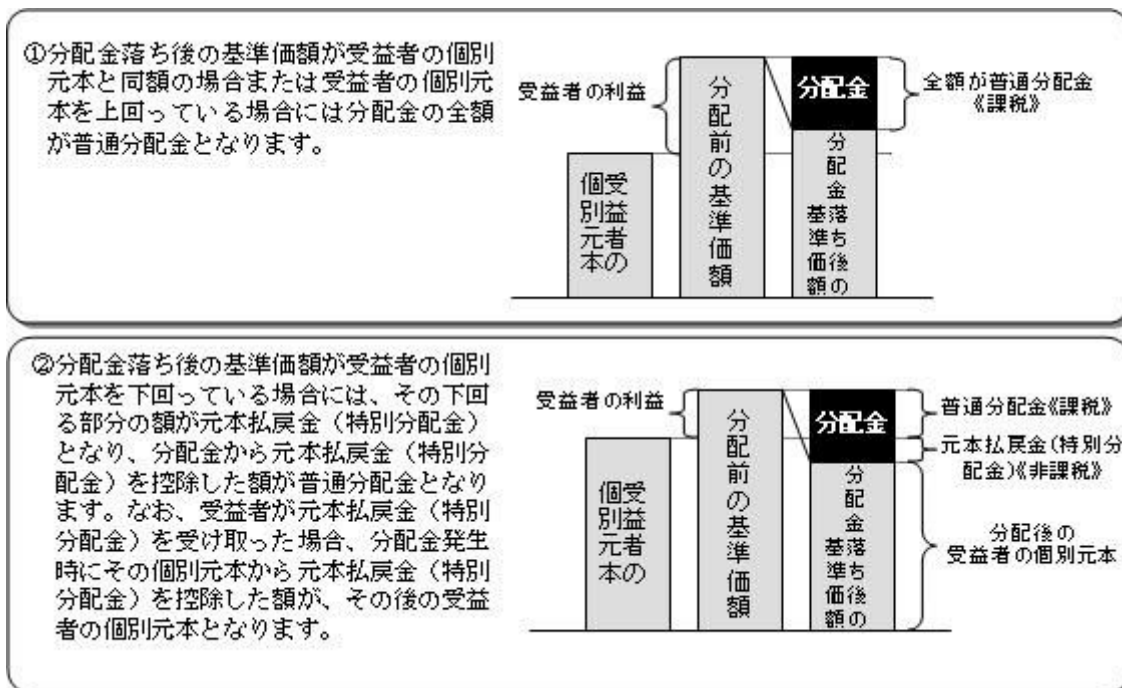 ①分配金落ち後の基準価額が受益者の個別
元本と同額の場合または受益者の個別元
本を上回っている場合には分配金の全額
が普通分配金となります。
受益者の利益
受益者の
個別元本
分配前の基準価額
分配金
分配金落ち後の
基準価額
全額が普通分配金
《課税》
②分配金落ち後の基準価額が受益者の個別
元本を下回っている場合には、その下回
る部分の額が元本払戻金(特別分配金)
となり、分配金から元本払戻金(特別分
配金)を控除した額が普通分配金となり
ます。なお、受益者が元本払戻金(特別
分配金)を受け取った場合、分配金発生
時にその個別元本から元本払戻金(特別
分配金)を控除した額が、その後の受益
者の個別元本となります。
受益者の利益
受益者の
個別元本
分配前の基準価額
分配金
分配金落ち後の
基準価額
普通分配金《課税》
元本払戻金(特別分
配金)《非課税》
分配後の
受益者の個別元本